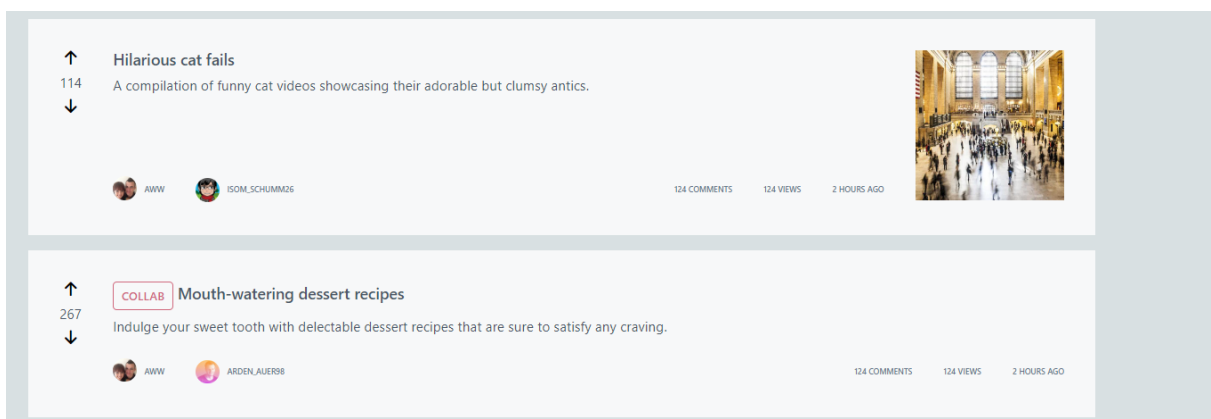 Hilarious cat fails
114
A compilation of funny cat videos showcasing their adorable but clumsy antics.
AWW ISOM_SCHUMM26 124 COMMENTS 124 VIEWS 2 HOURS AGO
COLLAB Mouth-watering dessert recipes
267
Indulge your sweet tooth with delectable dessert recipes that are sure to satisfy any craving.
AWW ARDEN_AUER98 124 COMMENTS 124 VIEWS 2 HOURS AGO